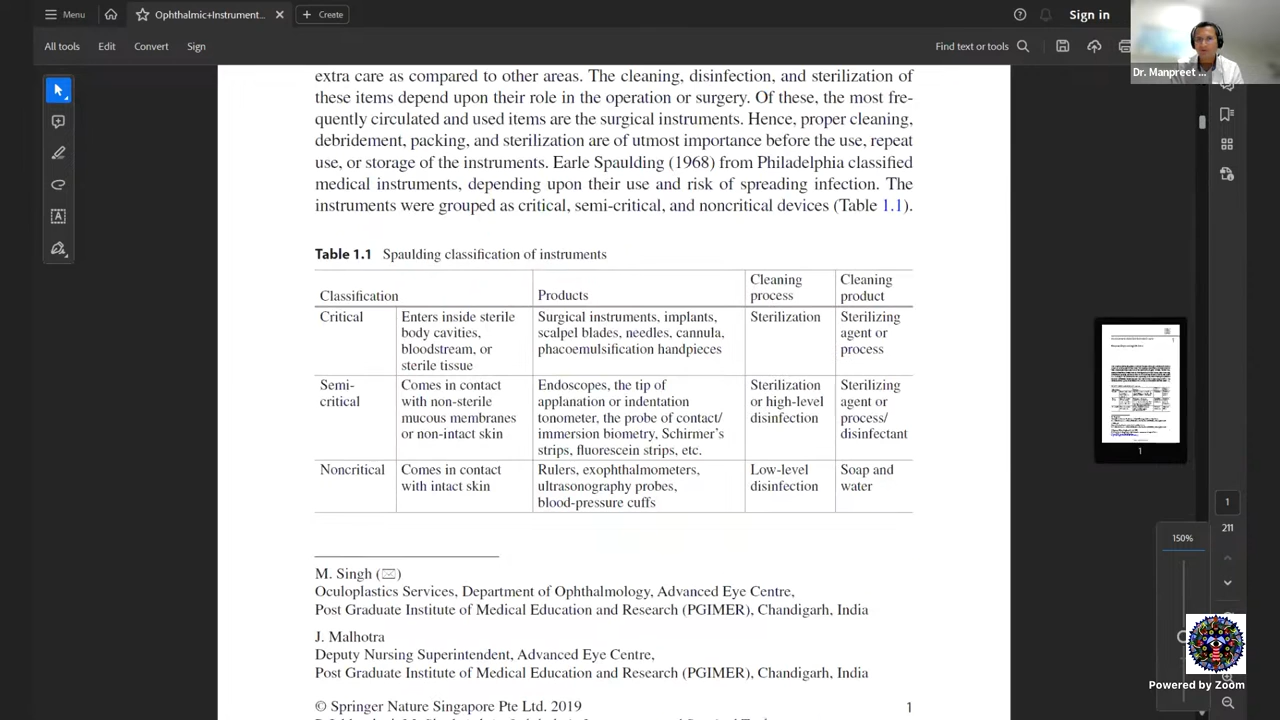 Menu
Ophthalmic+Instrument...
Create
Sign in
All tools
Edit
Convert
Sign
Find text or tools
Dr. Manpreet ...
extra care as compared to other areas. The cleaning, disinfection, and sterilization of
these items depend upon their role in the operation or surgery. Of these, the most fre-
quently circulated and used items are the surgical instruments. Hence, proper cleaning,
debridement, packing, and sterilization are of utmost importance before the use, repeat
use, or storage of the instruments. Earle Spaulding (1968) from Philadelphia classified
medical instruments, depending upon their use and risk of spreading infection. The
instruments were grouped as critical, semi-critical, and noncritical devices (Table 1.1).
Table 1.1 Spaulding classification of instruments
Classification
Products
Cleaning
process
Cleaning
product
Critical
Enters inside sterile
body cavities,
bloodstream, or
sterile tissue
Surgical instruments, implants,
scalpel blades, needles, cannula,
phacoemulsification handpieces
Sterilization
Sterilizing
agent or
process
Semi-
critical
Comes in contact
with non-sterile
mucus membranes
or non-intact skin
Endoscopes, the tip of
applanation or indentation
tonometer, the probe of contact/
immersion biometry, Schirmer's
strips, fluorescein strips, etc.
Sterilization
or high-level
disinfection
Sterilizing
agent or
process-
disinfectant
Noncritical
Comes in contact
with intact skin
Rulers, exophthalmometers,
ultrasonography probes,
blood-pressure cuffs
Low-level
disinfection
Soap and
water
M. Singh (✉)
Oculoplastics Services, Department of Ophthalmology, Advanced Eye Centre,
Post Graduate Institute of Medical Education and Research (PGIMER), Chandigarh, India
J. Malhotra
Deputy Nursing Superintendent, Advanced Eye Centre,
Post Graduate Institute of Medical Education and Research (PGIMER), Chandigarh, India
© Springer Nature Singapore Pte Ltd. 2019
1
1
1
211
150%
Powered by Zoom